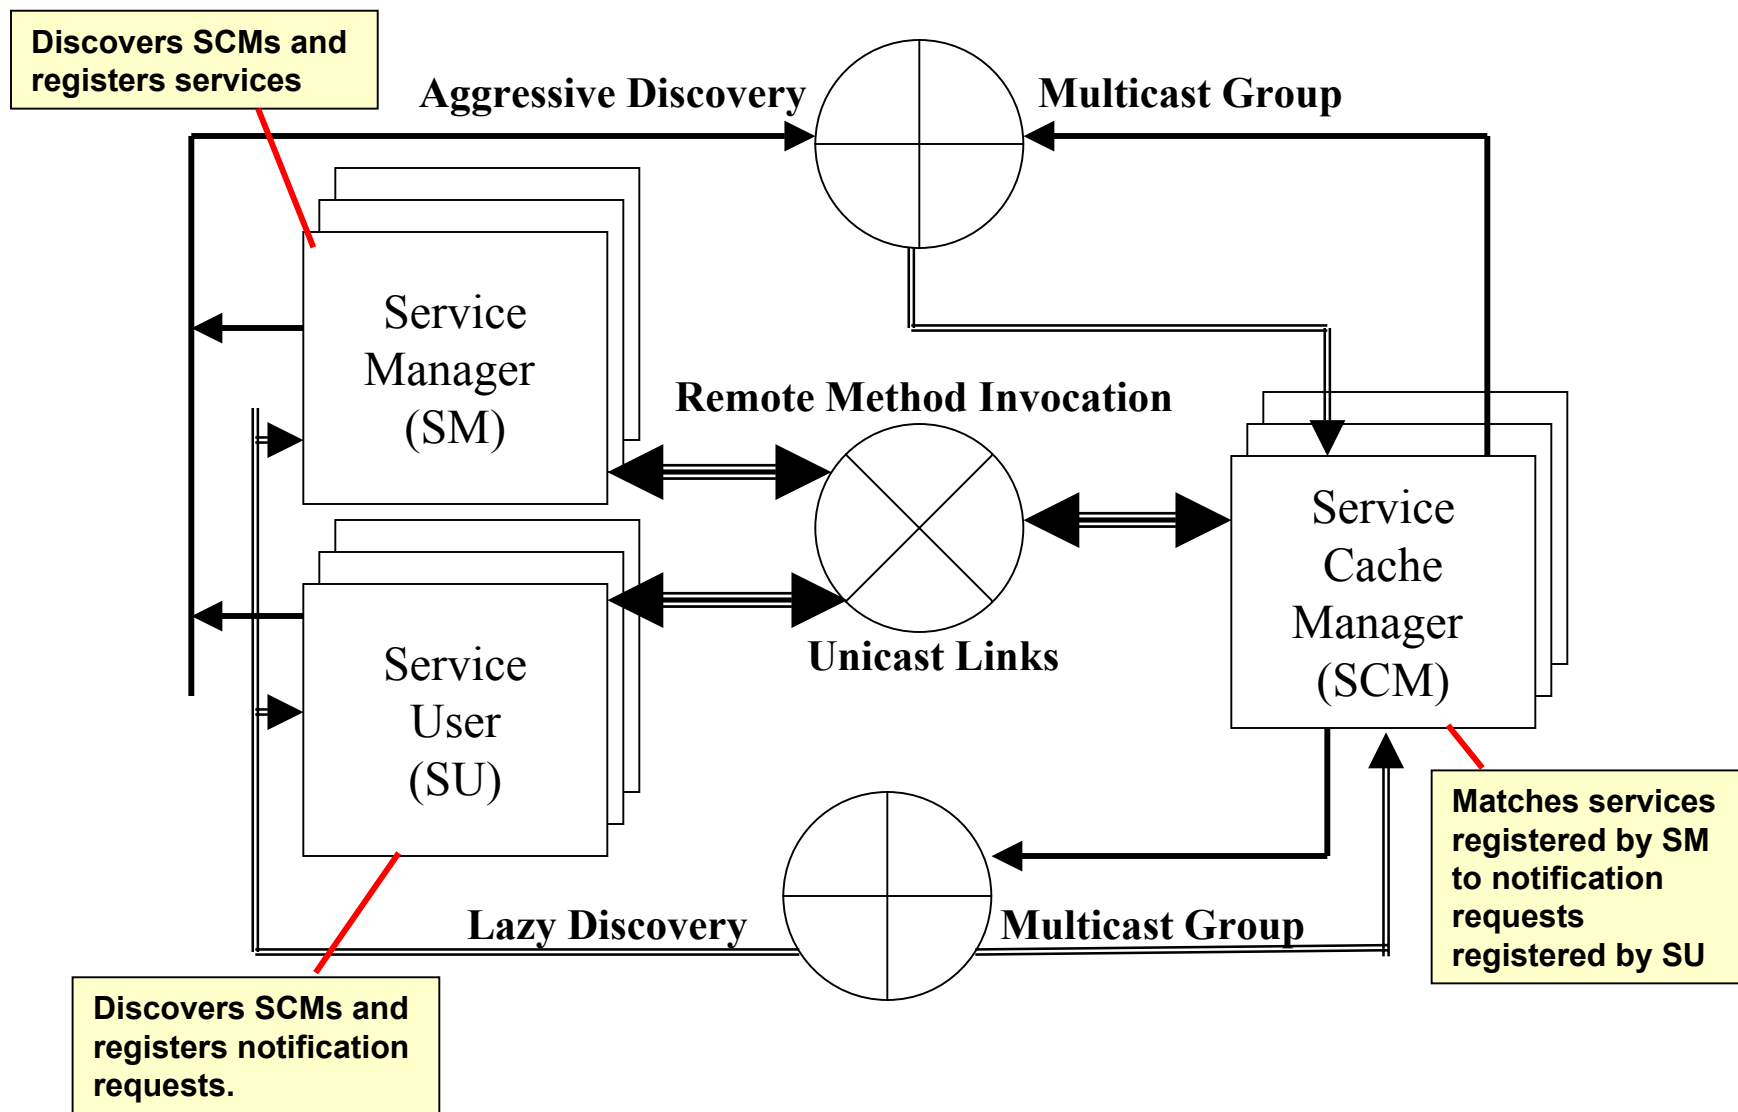 Discovers SCMs and
registers services
Aggressive Discovery
Multicast Group
Service
Manager
(SM)
Remote Method Invocation
Unicast Links
Service
User
(SU)
Service
Cache
Manager
(SCM)
Lazy Discovery
Multicast Group
Matches services
registered by SM
to notification
requests
registered by SU
Discovers SCMs and
registers notification
requests.